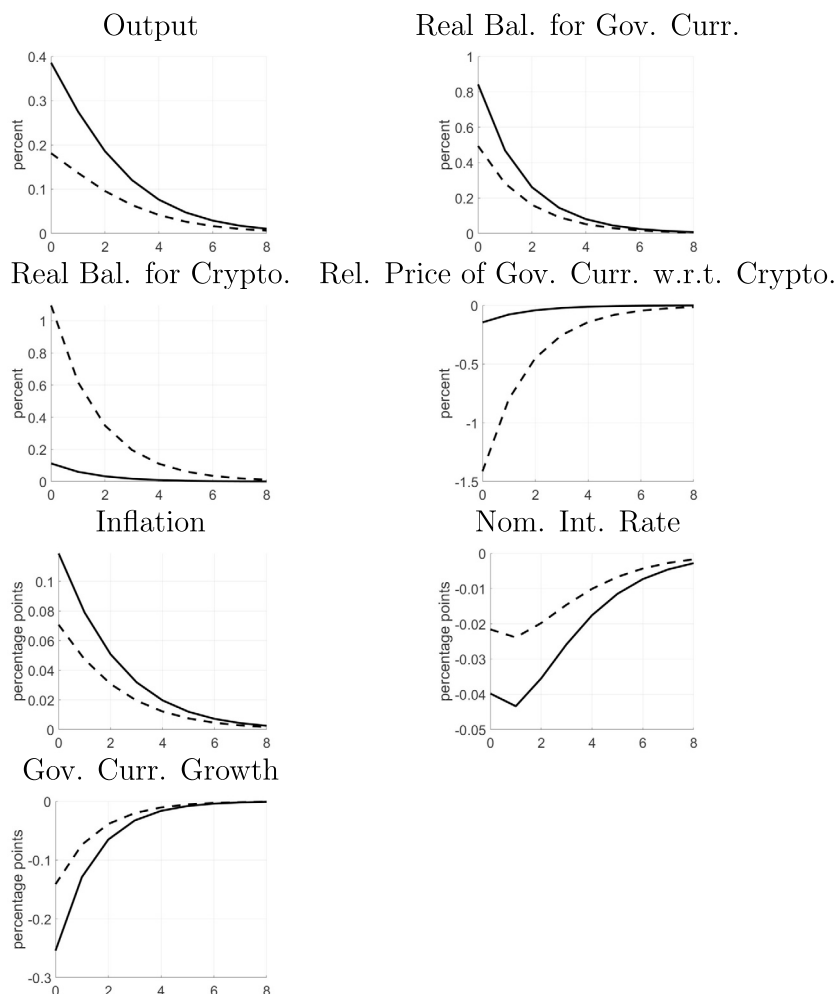 Output
Real Bal. for Gov. Curr.
percent
0.4
0.3
0.2
0.1
0
0 2 4 6 8
percent
1
0.8
0.6
0.4
0.2
0
0 2 4 6 8
Real Bal. for Crypto.
Rel. Price of Gov. Curr. w.r.t. Crypto.
percent
1
0.8
0.6
0.4
0.2
0
0 2 4 6 8
percent
0
-0.5
-1
-1.5
0 2 4 6 8
Inflation
Nom. Int. Rate
percentage points
0.1
0.08
0.06
0.04
0.02
0
0 2 4 6 8
percentage points
0
-0.01
-0.02
-0.03
-0.04
-0.05
0 2 4 6 8
Gov. Curr. Growth
percentage points
0
-0.1
-0.2
-0.3
0 2 4 6 8